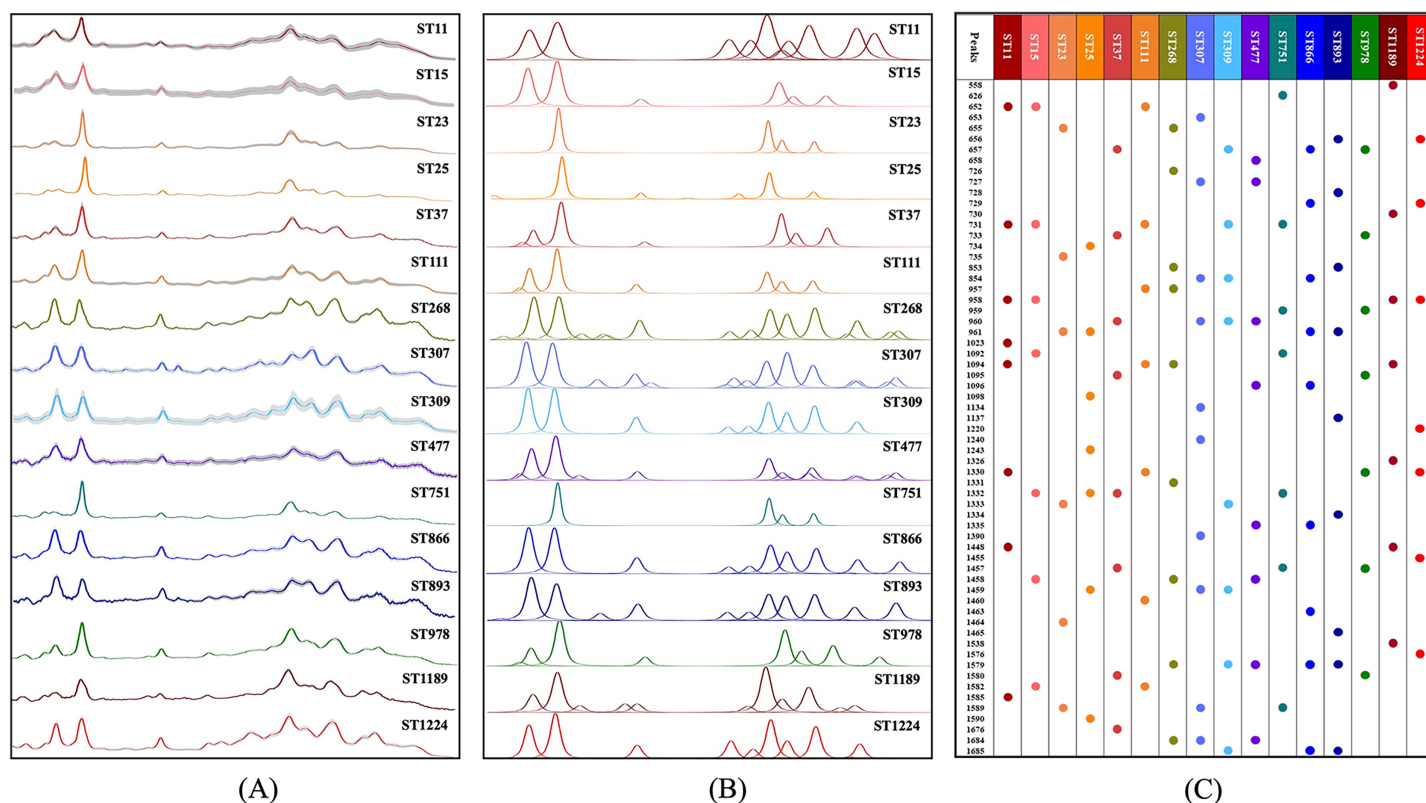 ST11
ST15
ST23
ST25
ST37
ST111
ST268
ST307
ST309
ST477
ST751
ST866
ST893
ST978
ST1189
ST1224
(A)
ST11
ST15
ST23
ST25
ST37
ST111
ST268
ST307
ST309
ST477
ST751
ST866
ST893
ST978
ST1189
ST1224
(B)
Peaks ST11 ST15 ST23 ST25 ST37 ST111 ST268 ST307 ST309 ST477 ST751 ST866 ST893 ST978 ST1189 ST1224
558
626
652
653
655
656
657
658
726
727
728
729
730
731
733
734
735
853
854
957
958
959
960
961
1023
1092
1094
1095
1096
1098
1134
1137
1220
1240
1243
1326
1330
1331
1332
1333
1334
1335
1390
1448
1455
1457
1458
1459
1460
1463
1464
1465
1538
1576
1579
1580
1582
1585
1589
1590
1676
1684
1685
(C)